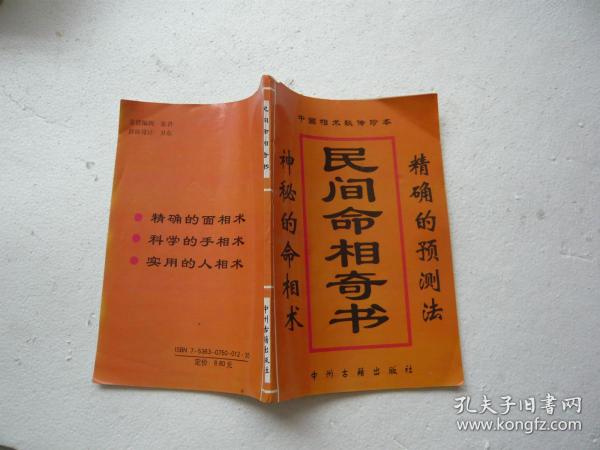 中国相术秘传珍本
民间命相奇书
神秘的命相术
精确的预测法
中州古籍出版社
民间命相奇书
中州古籍出版社
● 精确的面相术
● 科学的手相术
● 实用的人相术
ISBN 7-5363-0750-012·35
定价: 8.80元
孔夫子旧书网
www.kongfz.com